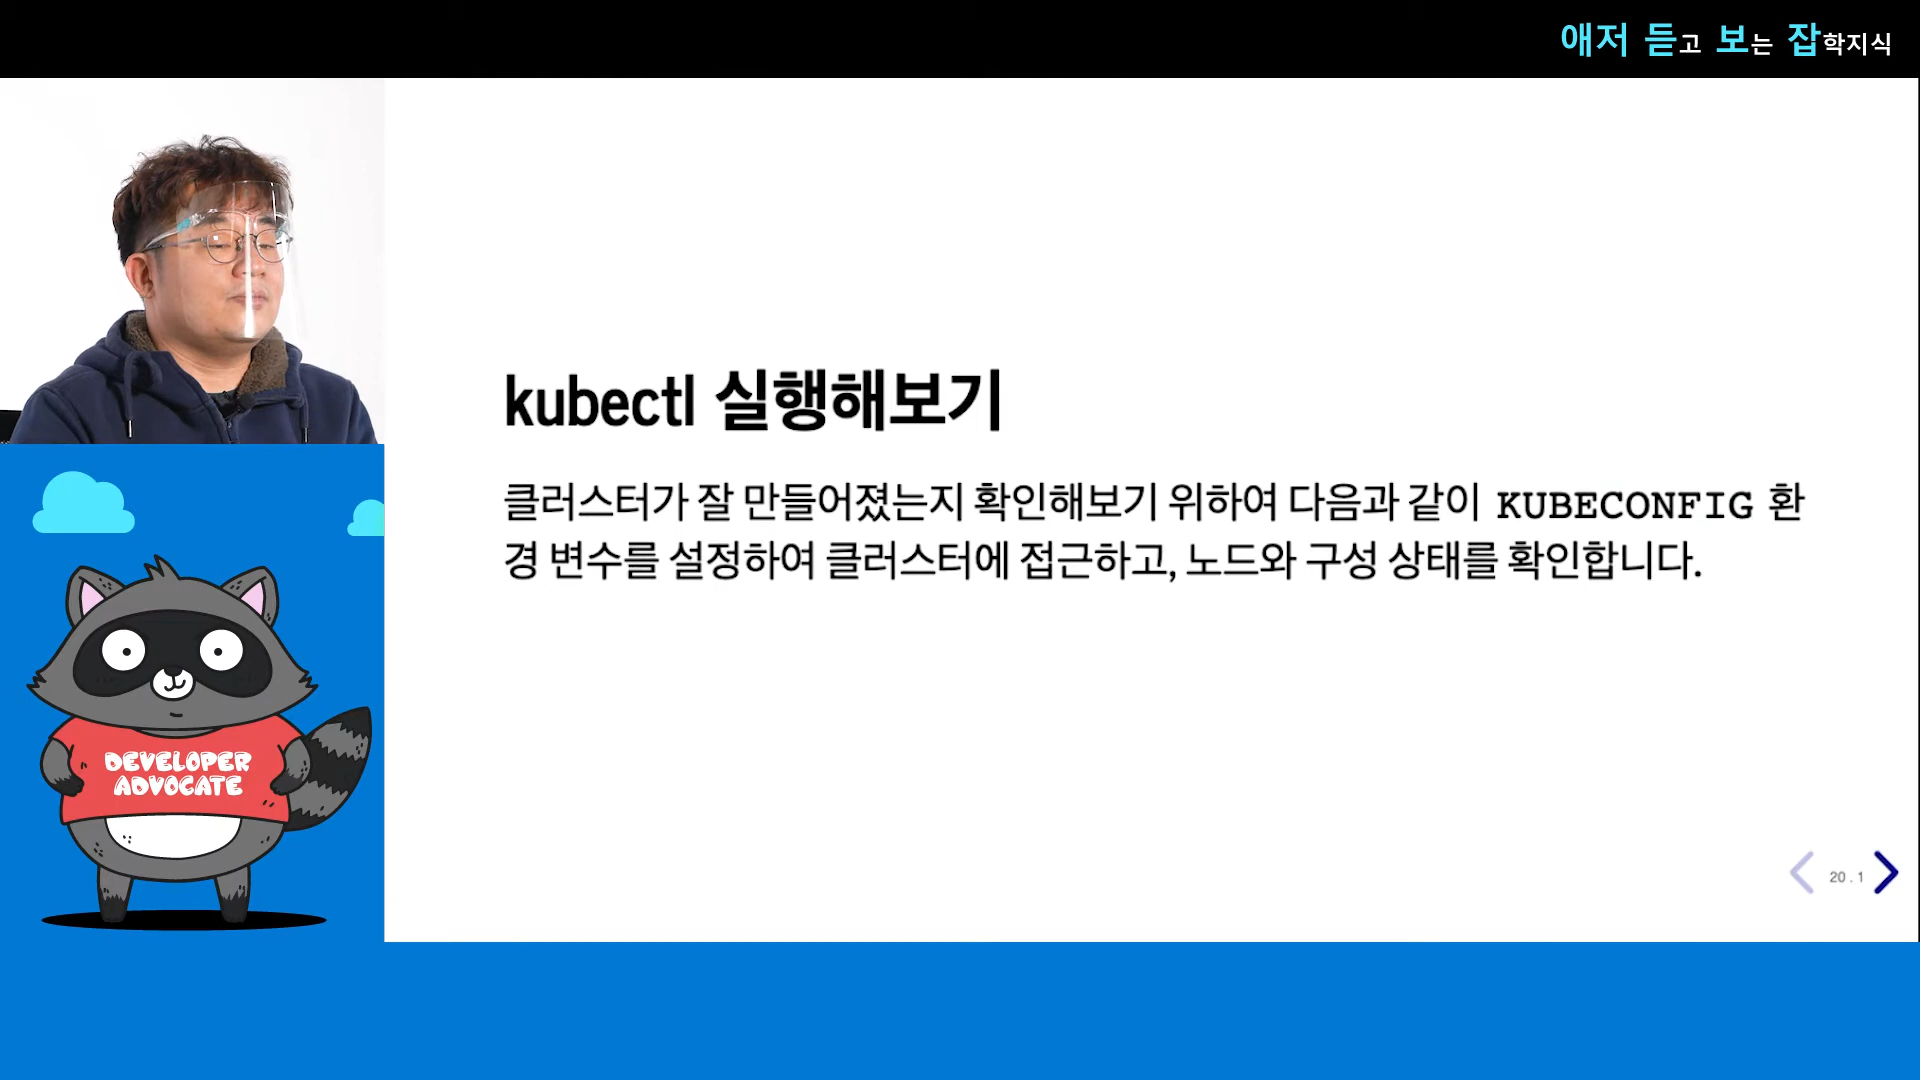 애저 듣고 보는 잡학지식
kubectl 실행해보기
클러스터가 잘 만들어졌는지 확인해보기 위하여 다음과 같이 KUBECONFIG 환
경 변수를 설정하여 클러스터에 접근하고, 노드와 구성 상태를 확인합니다.
DEVELOPER
ADVOCATE
20 . 1